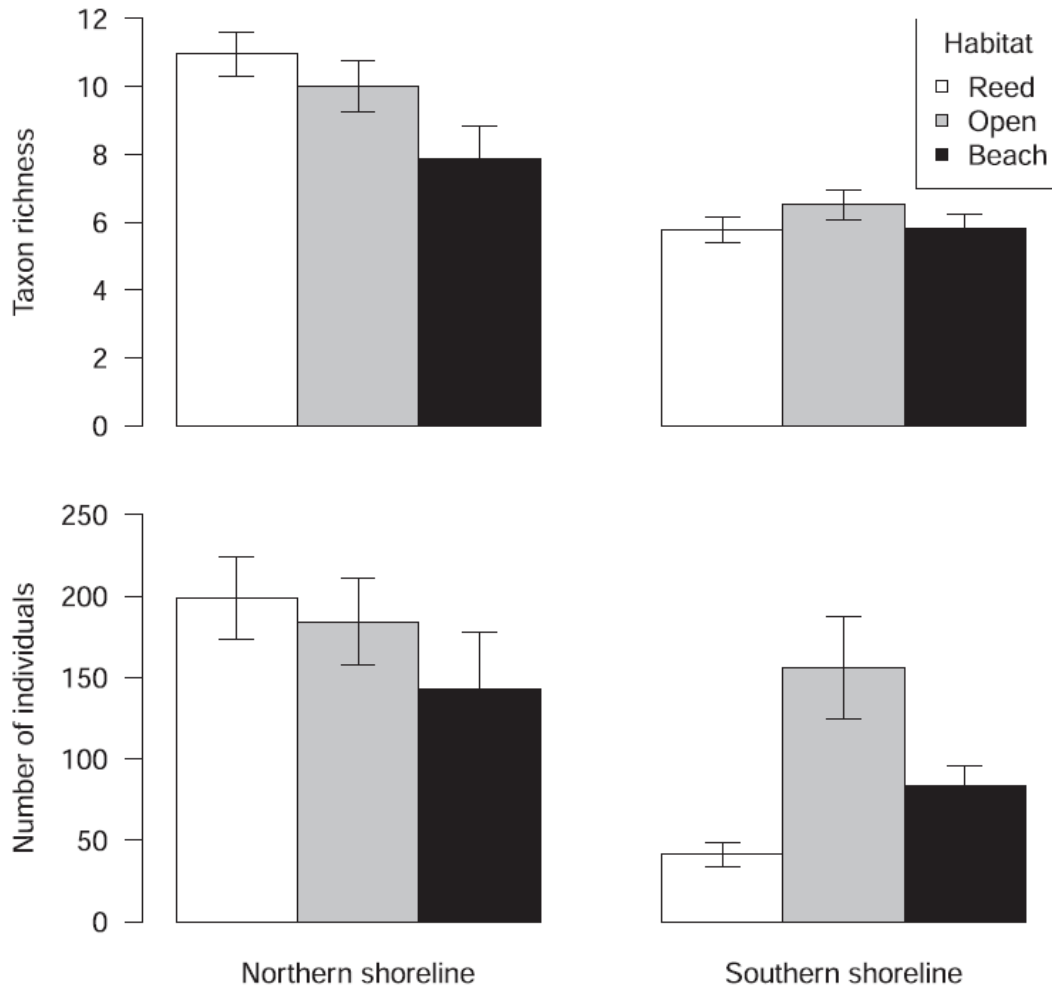 Taxon richness
12
10
8
6
4
2
0
Habitat
Reed
Open
Beach
Number of individuals
250
200
150
100
50
0
Northern shoreline
Southern shoreline